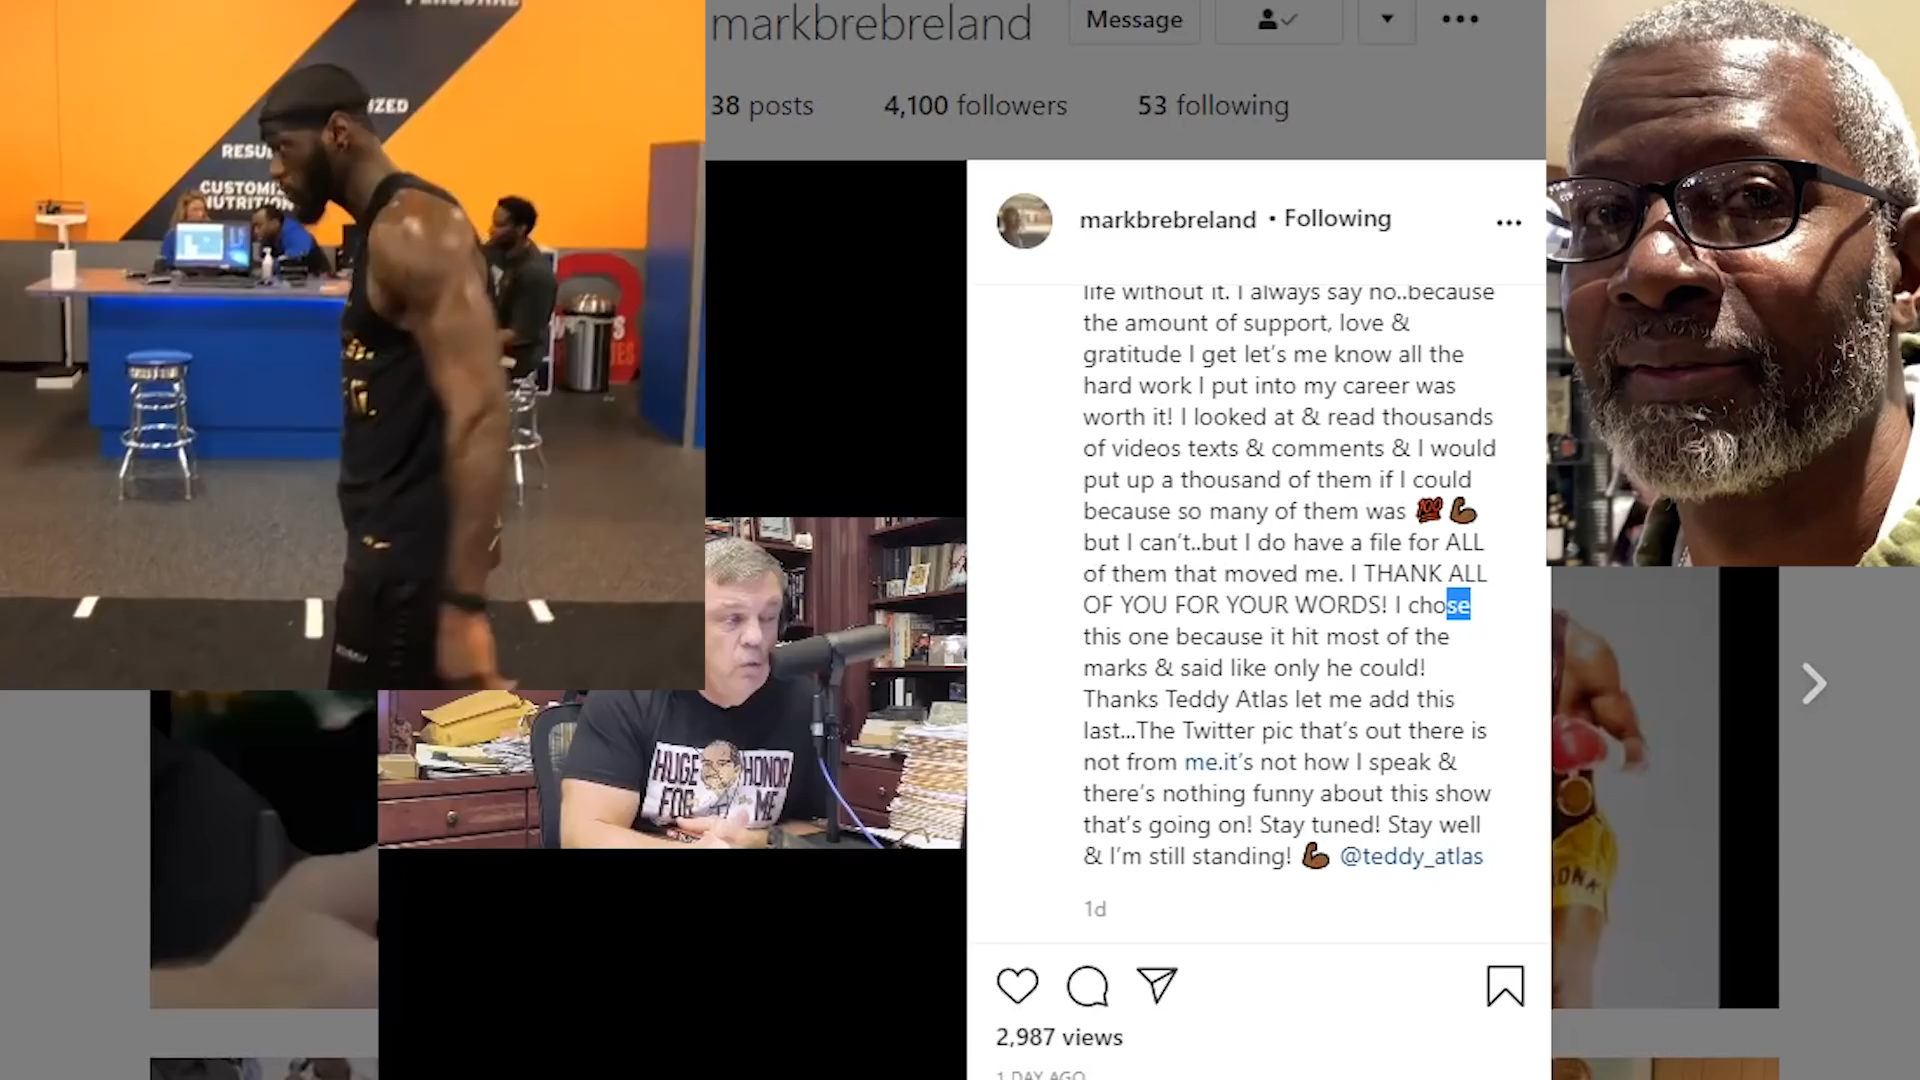 markbrebreland
Message
38 posts
4,100 followers
53 following
markbrebreland • Following
life without it. I always say no..because
the amount of support, love &
gratitude I get let's me know all the
hard work I put into my career was
worth it! I looked at & read thousands
of videos texts & comments & I would
put up a thousand of them if I could
because so many of them was 💯 💪🏾
but I can't..but I do have a file for ALL
of them that moved me. I THANK ALL
OF YOU FOR YOUR WORDS! I chose
this one because it hit most of the
marks & said like only he could!
Thanks Teddy Atlas let me add this
last...The Twitter pic that's out there is
not from me.it's not how I speak &
there's nothing funny about this show
that's going on! Stay tuned! Stay well
& I'm still standing! 💪🏾 @teddy_atlas
1d
2,987 views
1 DAY AGO
HUGE HONOR
FOR ME